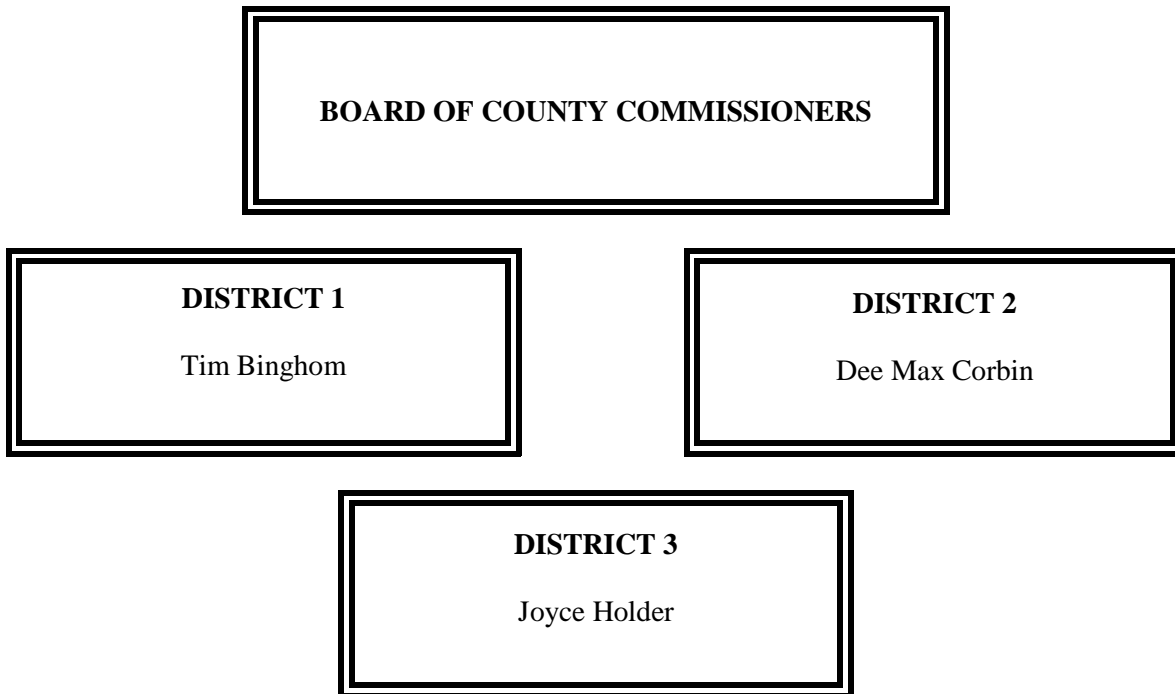 BOARD OF COUNTY COMMISSIONERS
DISTRICT 1
Tim Binghom
DISTRICT 2
Dee Max Corbin
DISTRICT 3
Joyce Holder